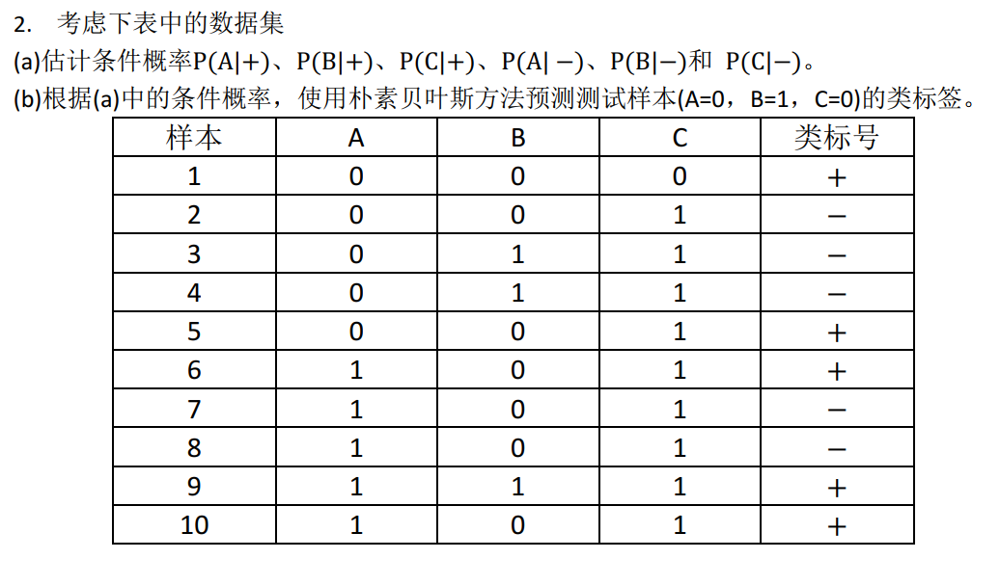 2. 考虑下表中的数据集
(a)估计条件概率P(A|+)、P(B|+)、P(C|+)、P(A| −)、P(B|−)和 P(C|−)。
(b)根据(a)中的条件概率，使用朴素贝叶斯方法预测测试样本(A=0，B=1，C=0)的类标签。
样本 A B C 类标号
1 0 0 0 +
2 0 0 1 −
3 0 1 1 −
4 0 1 1 −
5 0 0 1 +
6 1 0 1 +
7 1 0 1 −
8 1 0 1 −
9 1 1 1 +
10 1 0 1 +